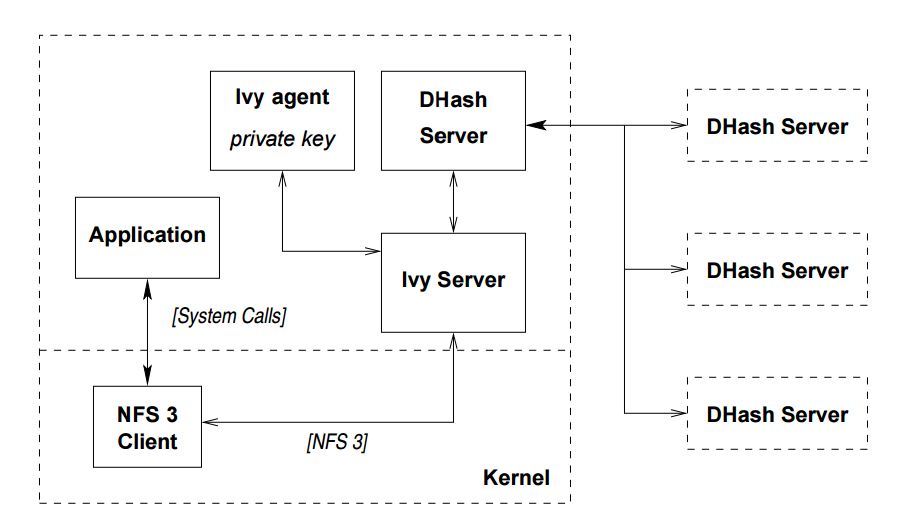 Ivy agent
private key
DHash
Server
DHash Server
Application
Ivy Server
DHash Server
[System Calls]
NFS 3
Client
[NFS 3]
DHash Server
Kernel